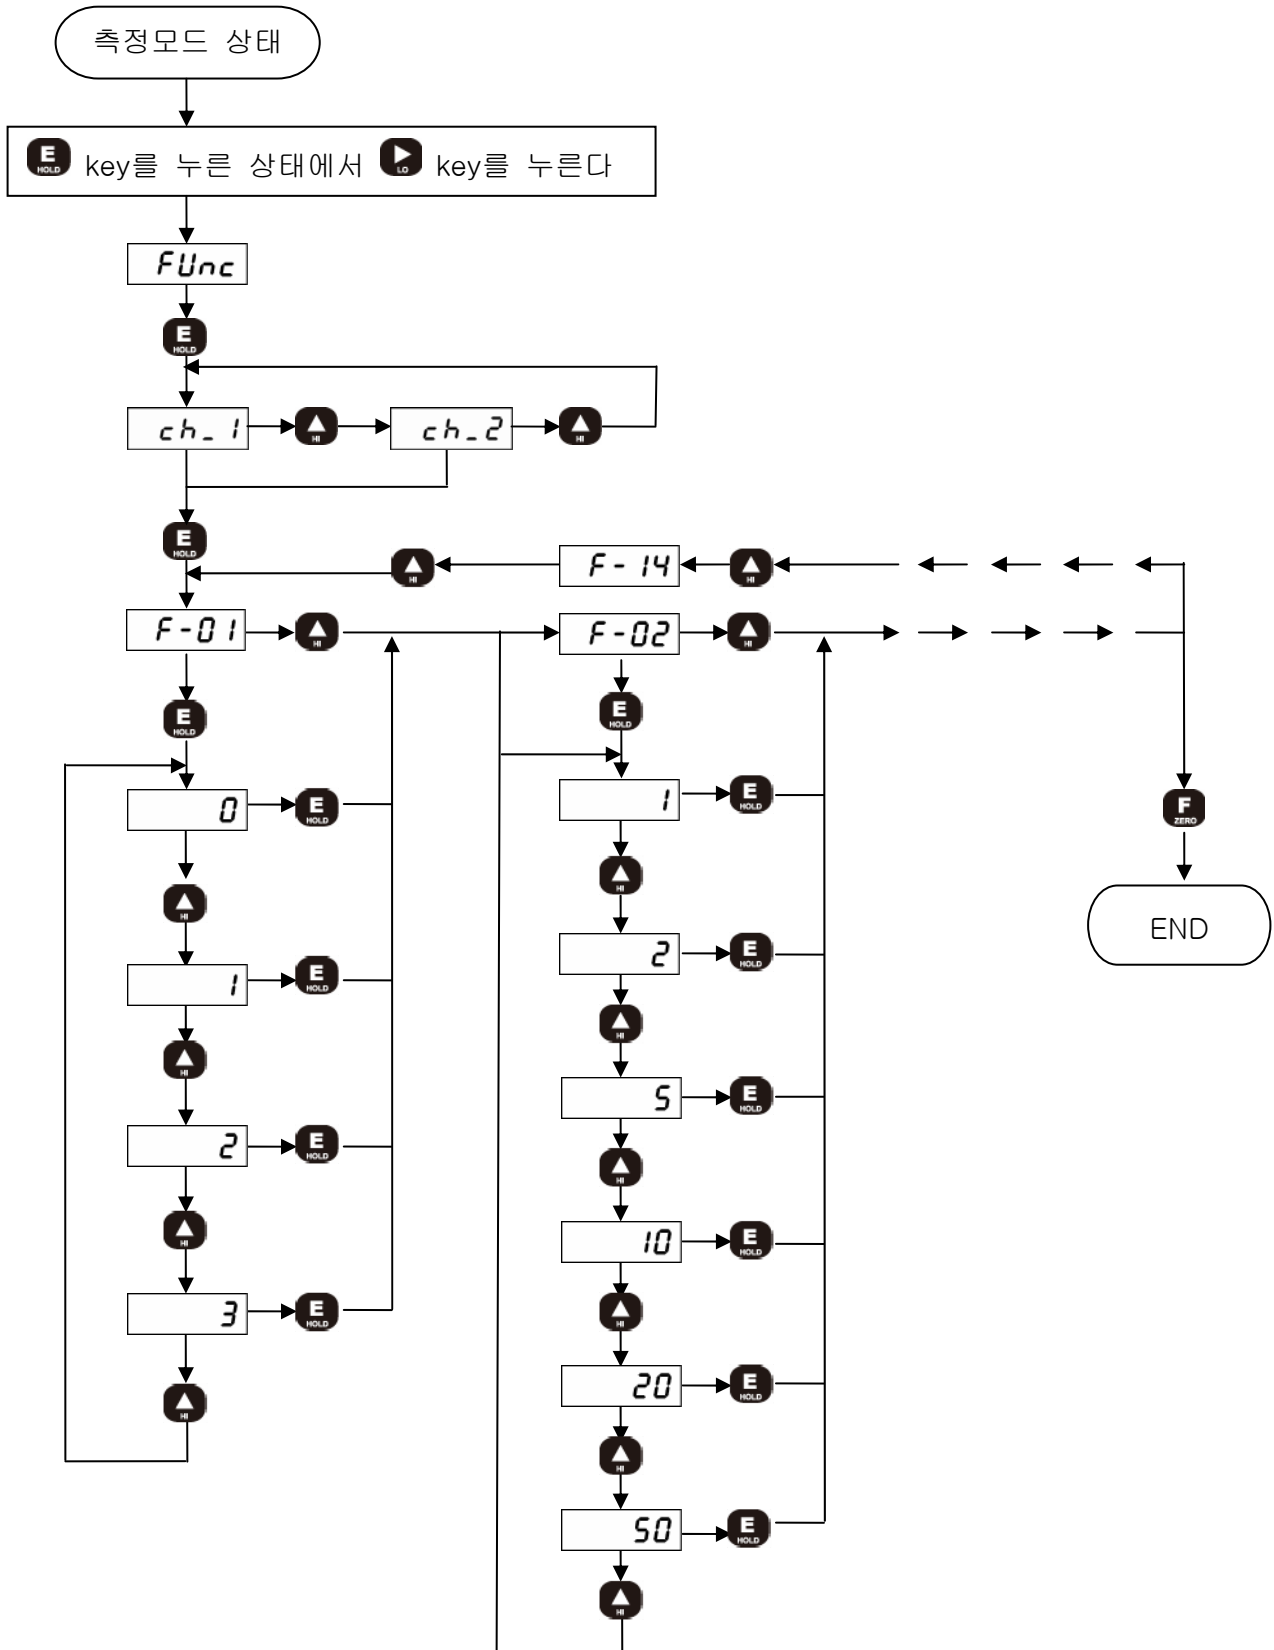 측정모드 상태
E HOLD key를 누른 상태에서 LO key를 누른다
FUnc
E HOLD
ch_1 HI ch_2 HI
E HOLD
HI F-14 HI
F-01 HI F-02 HI
E HOLD
E HOLD
1 E HOLD
0 E HOLD
F ZERO
HI
HI
END
2 E HOLD
1 E HOLD
HI
HI
5 E HOLD
2 E HOLD
HI
HI
10 E HOLD
3 E HOLD
HI
20 E HOLD
HI
HI
50 E HOLD
HI